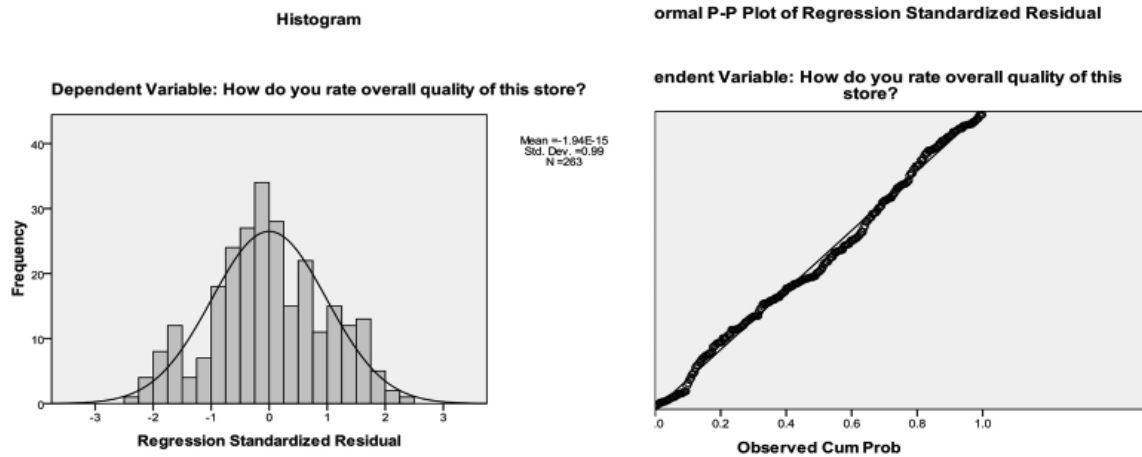 Histogram
Dependent Variable: How do you rate overall quality of this store?
Mean =-1.94E-15
Std. Dev. =0.99
N =263
40
30
20
10
0
Frequency
-3 -2 -1 0 1 2 3
Regression Standardized Residual
ormal P-P Plot of Regression Standardized Residual
endent Variable: How do you rate overall quality of this
store?
.0 0.2 0.4 0.6 0.8 1.0
Observed Cum Prob